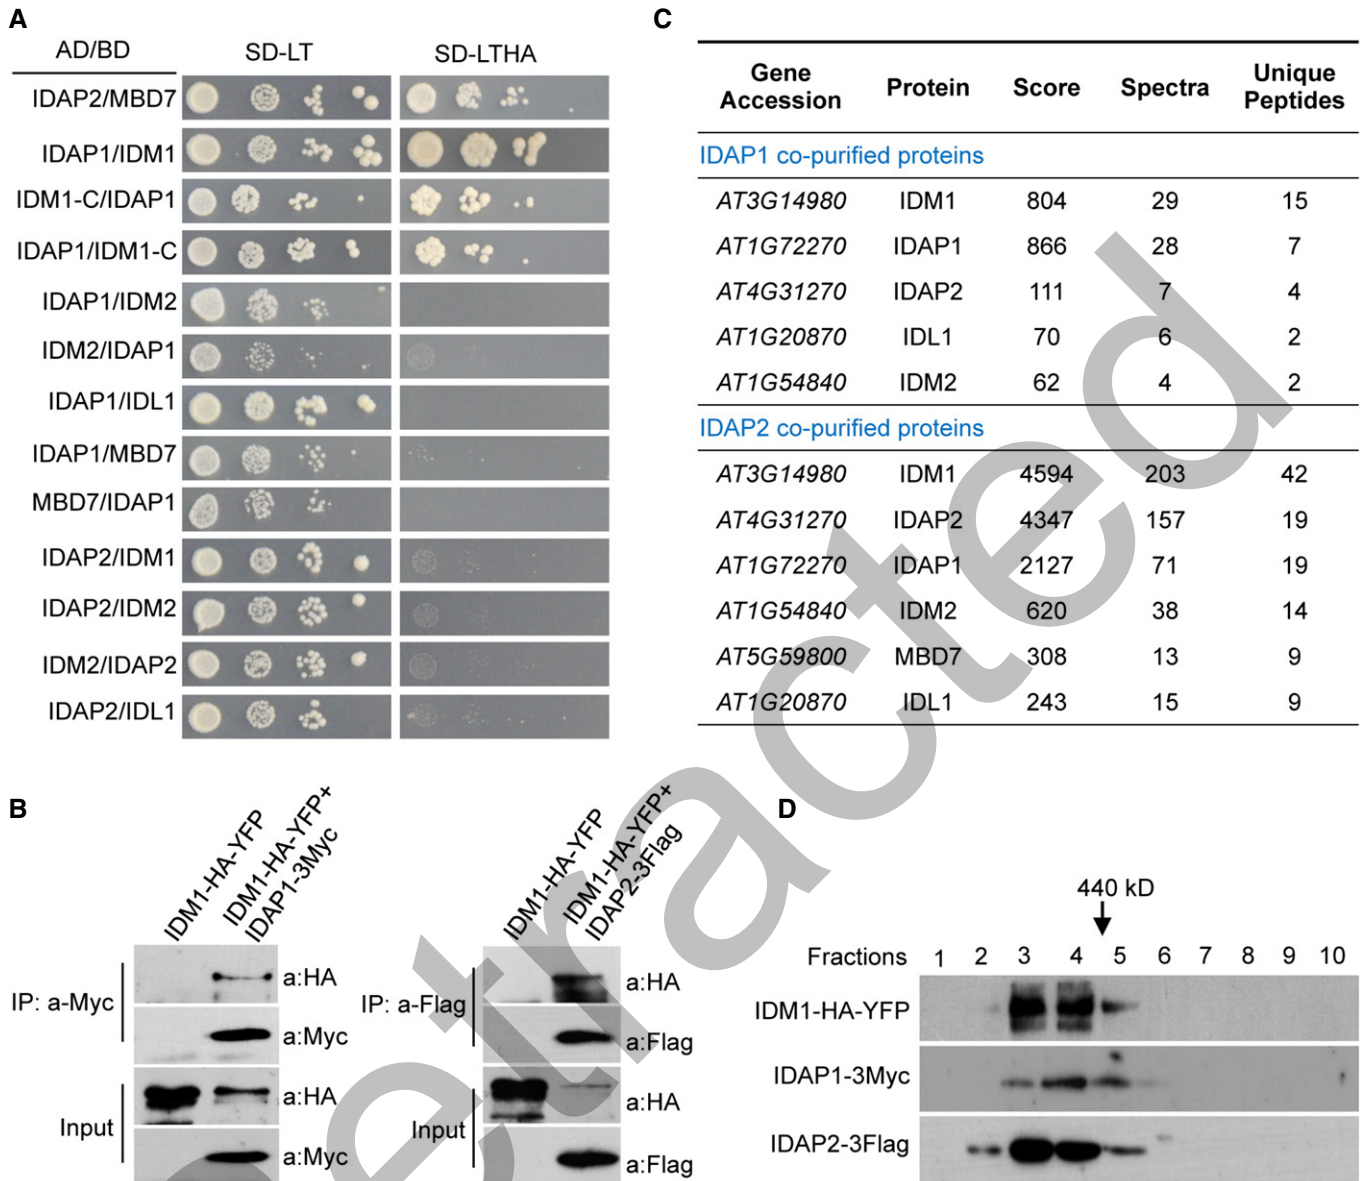 A
AD/BD SD-LT SD-LTHA
IDAP2/MBD7
IDAP1/IDM1
IDM1-C/IDAP1
IDAP1/IDM1-C
IDAP1/IDM2
IDM2/IDAP1
IDAP1/IDL1
IDAP1/MBD7
MBD7/IDAP1
IDAP2/IDM1
IDAP2/IDM2
IDM2/IDAP2
IDAP2/IDL1
C
Gene Accession Protein Score Spectra Unique Peptides
IDAP1 co-purified proteins
AT3G14980 IDM1 804 29 15
AT1G72270 IDAP1 866 28 7
AT4G31270 IDAP2 111 7 4
AT1G20870 IDL1 70 6 2
AT1G54840 IDM2 62 4 2
IDAP2 co-purified proteins
AT3G14980 IDM1 4594 203 42
AT4G31270 IDAP2 4347 157 19
AT1G72270 IDAP1 2127 71 19
AT1G54840 IDM2 620 38 14
AT5G59800 MBD7 308 13 9
AT1G20870 IDL1 243 15 9
B
IDM1-HA-YFP
IDM1-HA-YFP+
IDAP1-3Myc
IP: a-Myc
a:HA
a:Myc
Input
a:HA
a:Myc
IDM1-HA-YFP
IDM1-HA-YFP+
IDAP2-3Flag
IP: a-Flag
a:HA
a:Flag
Input
a:HA
a:Flag
D
440 kD
Fractions 1 2 3 4 5 6 7 8 9 10
IDM1-HA-YFP
IDAP1-3Myc
IDAP2-3Flag